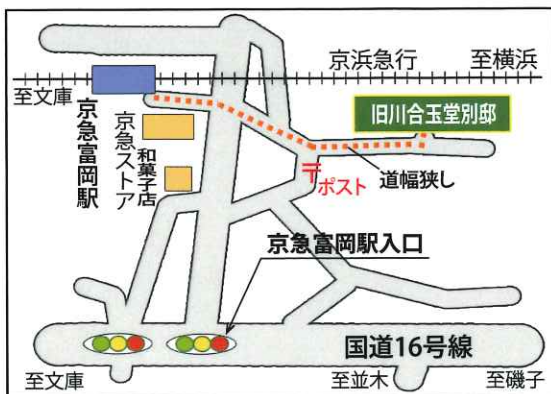 京浜急行
至横浜
至文庫
京急富岡駅
京急ストア
和菓子店
旧川合玉堂別邸
〒
ポスト
道幅狭し
京急富岡駅入口
国道16号線
至文庫
至並木
至磯子